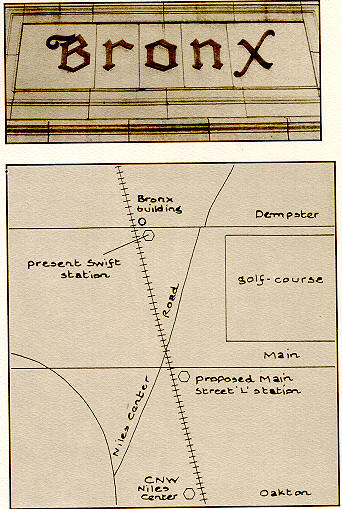 Bronx
Bronx
building
Dempster
present Swift
station
golf-course
Road
Main
proposed Main
Street 'L' station
Niles Center
CNW
Niles
Center
Oakton